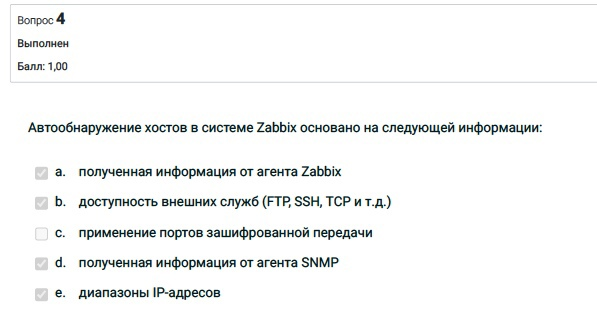 Вопрос 4
Выполнен
Балл: 1,00
Автообнаружение хостов в системе Zabbix основано на следующей информации:
a. полученная информация от агента Zabbix
b. доступность внешних служб (FTP, SSH, TCP и т.д.)
c. применение портов зашифрованной передачи
d. полученная информация от агента SNMP
e. диапазоны IP-адресов